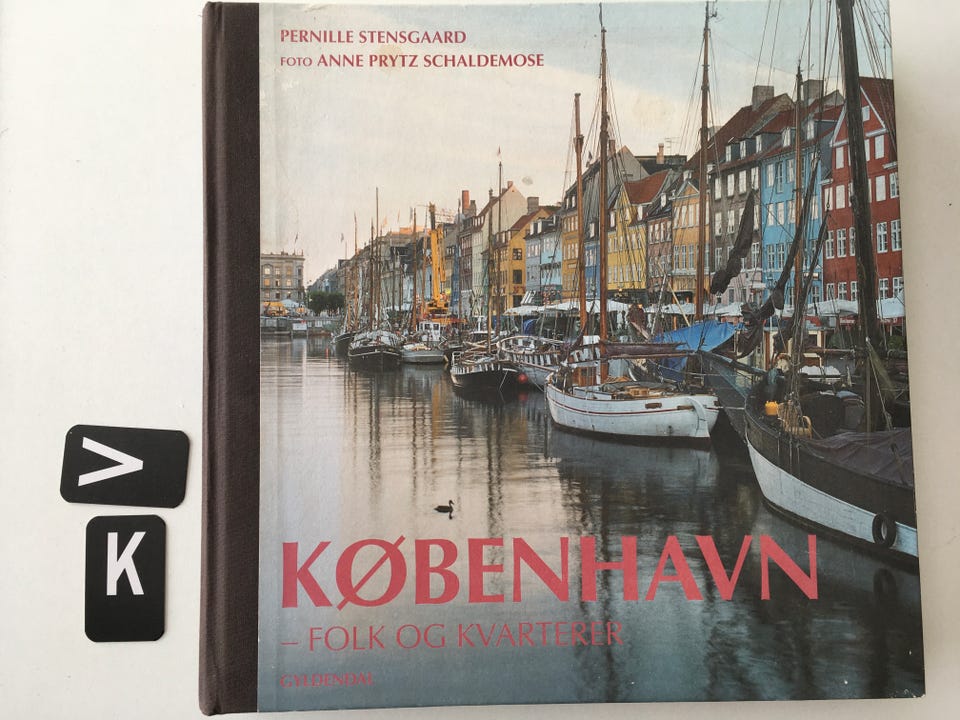 PERNILLE STENSGAARD
FOTO ANNE PRYTZ SCHALDEMOSE
KØBENHAVN
– FOLK OG KVARTERER
GYLDENDAL
V
K